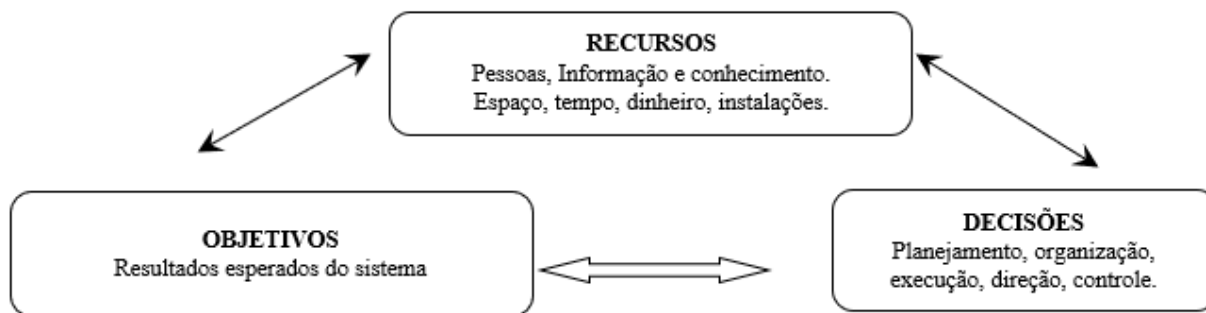 RECURSOS
Pessoas, Informação e conhecimento.
Espaço, tempo, dinheiro, instalações.
OBJETIVOS
Resultados esperados do sistema
DECISÕES
Planejamento, organização,
execução, direção, controle.